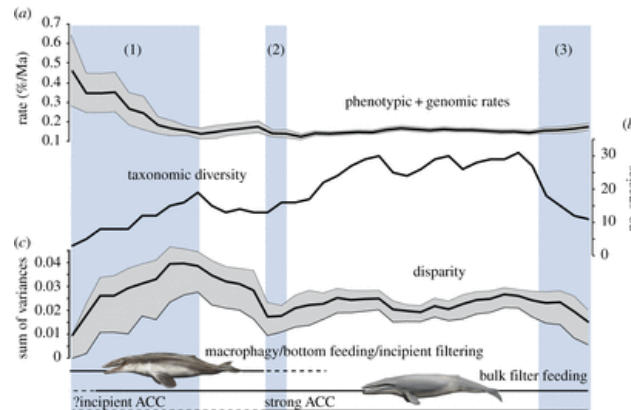 (a)
0.7
0.6
0.5
0.4
0.3
0.2
0.1
rate (%/Ma)
(1)
(2)
(3)
phenotypic + genomic rates
taxonomic diversity
30
20
10
0
(c)
0.04
0.03
0.02
0.01
0
sum of variances
disparity
macrophagy/bottom feeding/incipient filtering
bulk filter feeding
?incipient ACC
strong ACC